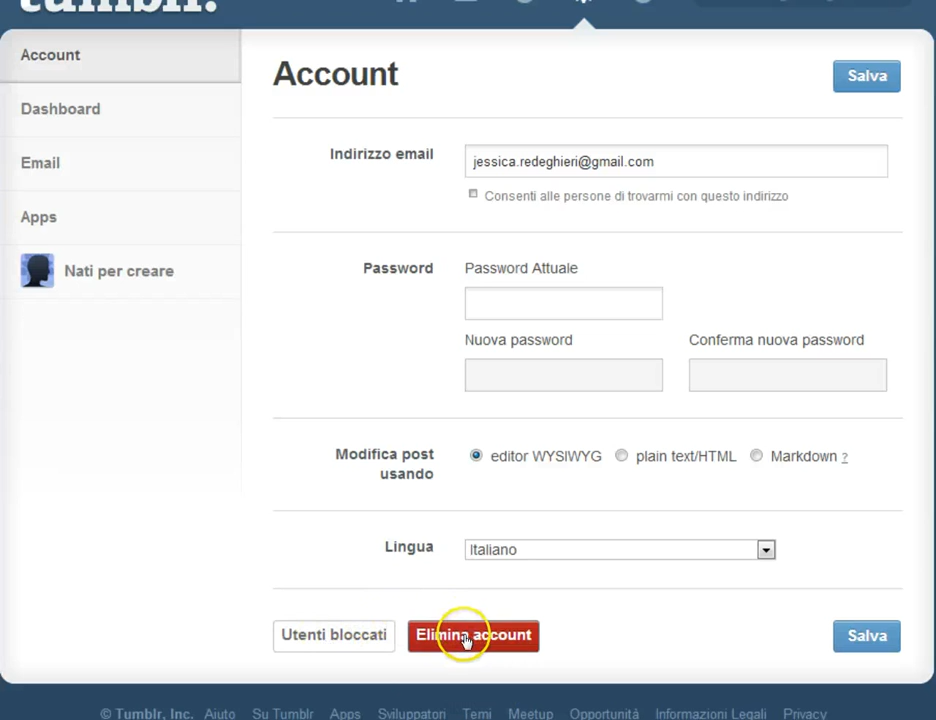 tumblr.
Account
Account
Salva
Dashboard
Indirizzo email
jessica.redeghieri@gmail.com
Email
Consenti alle persone di trovarmi con questo indirizzo
Apps
Nati per creare
Password
Password Attuale
Nuova password
Conferma nuova password
Modifica post usando
editor WYSIWYG
plain text/HTML
Markdown ?
Lingua
Italiano
Utenti bloccati
Elimina account
Salva
© Tumblr, Inc. Aiuto Su Tumblr Apps Sviluppatori Temi Meetup Opportunità Informazioni Legali Privacy